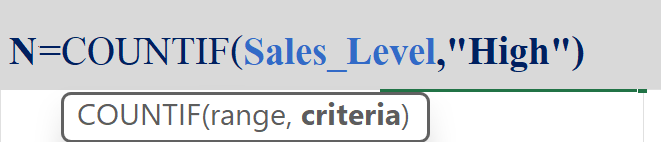 N=COUNTIF(Sales_Level,"High")
COUNTIF(range, criteria)